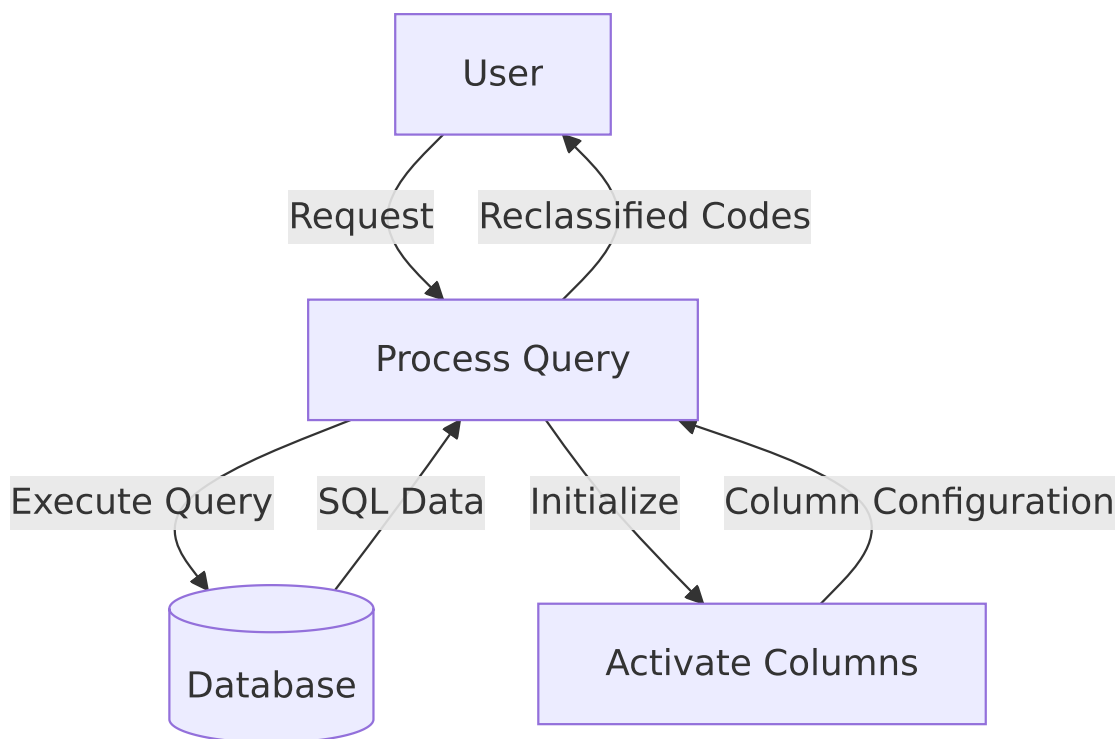 User
Request
Reclassified Codes
Process Query
Execute Query
SQL Data
Initialize
Column Configuration
Database
Activate Columns